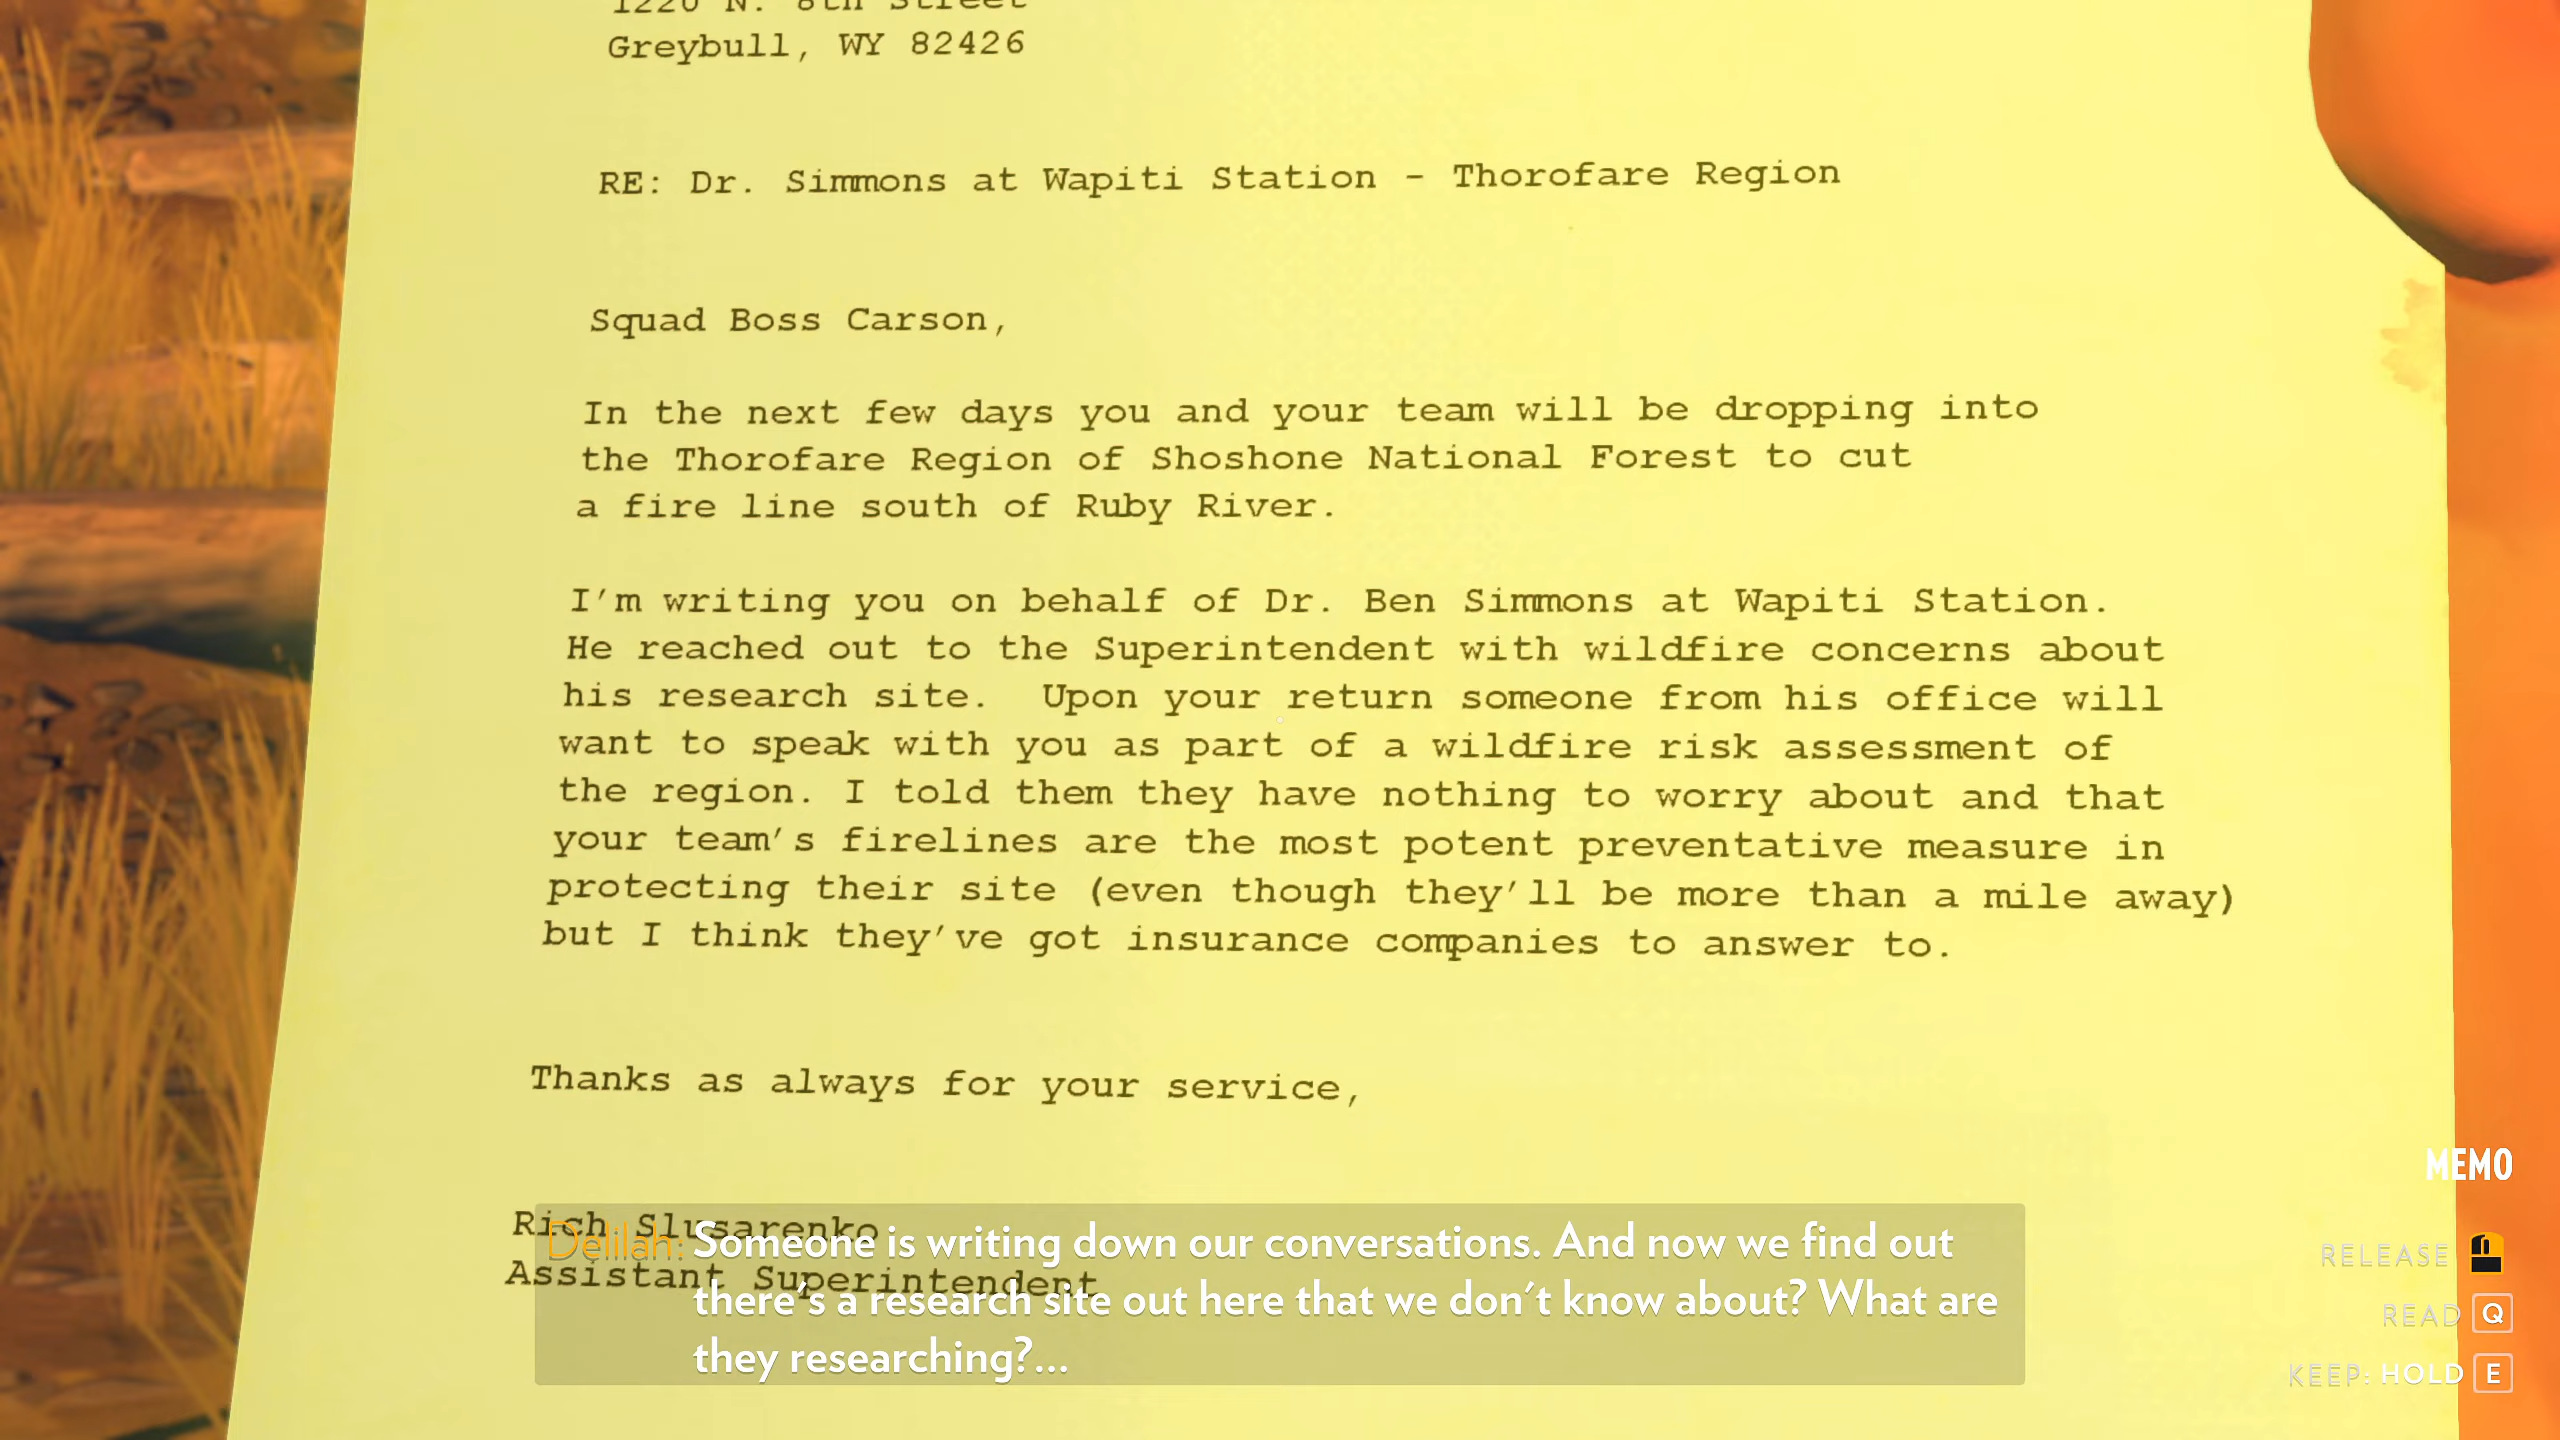 1220 N. 8th Street
Greybull, WY 82426
RE: Dr. Simmons at Wapiti Station - Thorofare Region
Squad Boss Carson,
In the next few days you and your team will be dropping into
the Thorofare Region of Shoshone National Forest to cut
a fire line south of Ruby River.
I'm writing you on behalf of Dr. Ben Simmons at Wapiti Station.
He reached out to the Superintendent with wildfire concerns about
his research site.  Upon your return someone from his office will
want to speak with you as part of a wildfire risk assessment of
the region. I told them they have nothing to worry about and that
your team's firelines are the most potent preventative measure in
protecting their site (even though they'll be more than a mile away)
but I think they've got insurance companies to answer to.
Thanks as always for your service,
Rich Slusarenko
Assistant Superintendent
Delilah: Someone is writing down our conversations. And now we find out
there's a research site out here that we don't know about? What are
they researching?...
MEMO
RELEASE
READ Q
KEEP: HOLD E